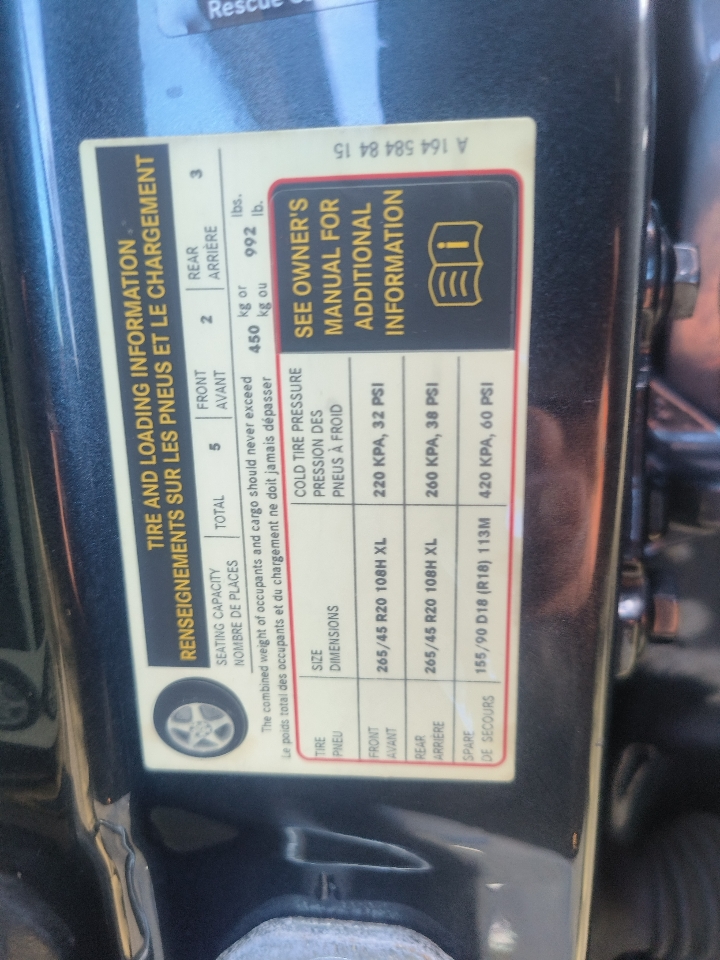 Rescue
TIRE AND LOADING INFORMATION
RENSEIGNEMENTS SUR LES PNEUS ET LE CHARGEMENT
SEATING CAPACITY
NOMBRE DE PLACES
TOTAL 5
FRONT
AVANT
2
REAR
ARRIÈRE
3
The combined weight of occupants and cargo should never exceed 450 kg or 992 lbs.
Le poids total des occupants et du chargement ne doit jamais dépasser kg ou lb.
TIRE
PNEU
SIZE
DIMENSIONS
COLD TIRE PRESSURE
PRESSION DES
PNEUS À FROID
FRONT
AVANT
265/45 R20 108H XL
220 KPA, 32 PSI
REAR
ARRIÈRE
265/45 R20 108H XL
260 KPA, 38 PSI
SPARE
DE SECOURS
155/90 D18 (R18) 113M
420 KPA, 60 PSI
SEE OWNER'S
MANUAL FOR
ADDITIONAL
INFORMATION
A 164 584 84 15